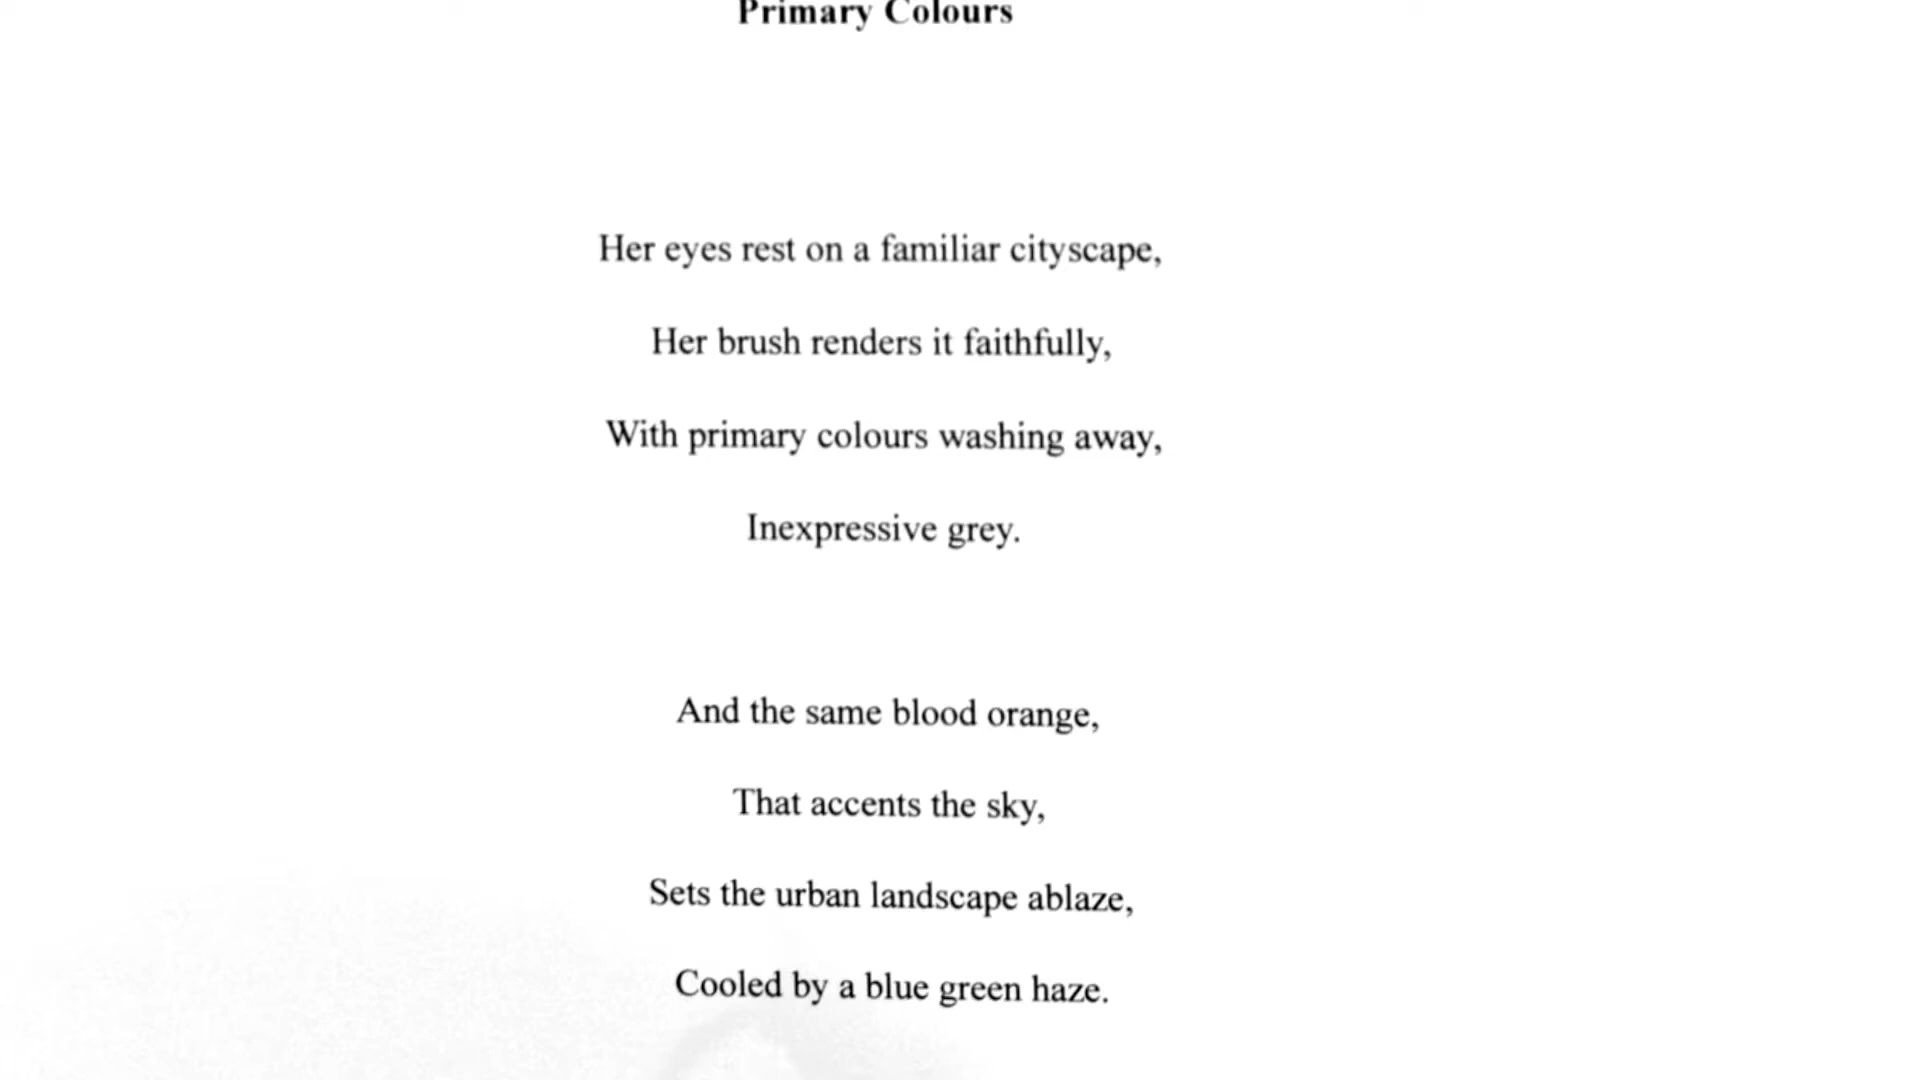 Primary Colours
Her eyes rest on a familiar cityscape,
Her brush renders it faithfully,
With primary colours washing away,
Inexpressive grey.
And the same blood orange,
That accents the sky,
Sets the urban landscape ablaze,
Cooled by a blue green haze.